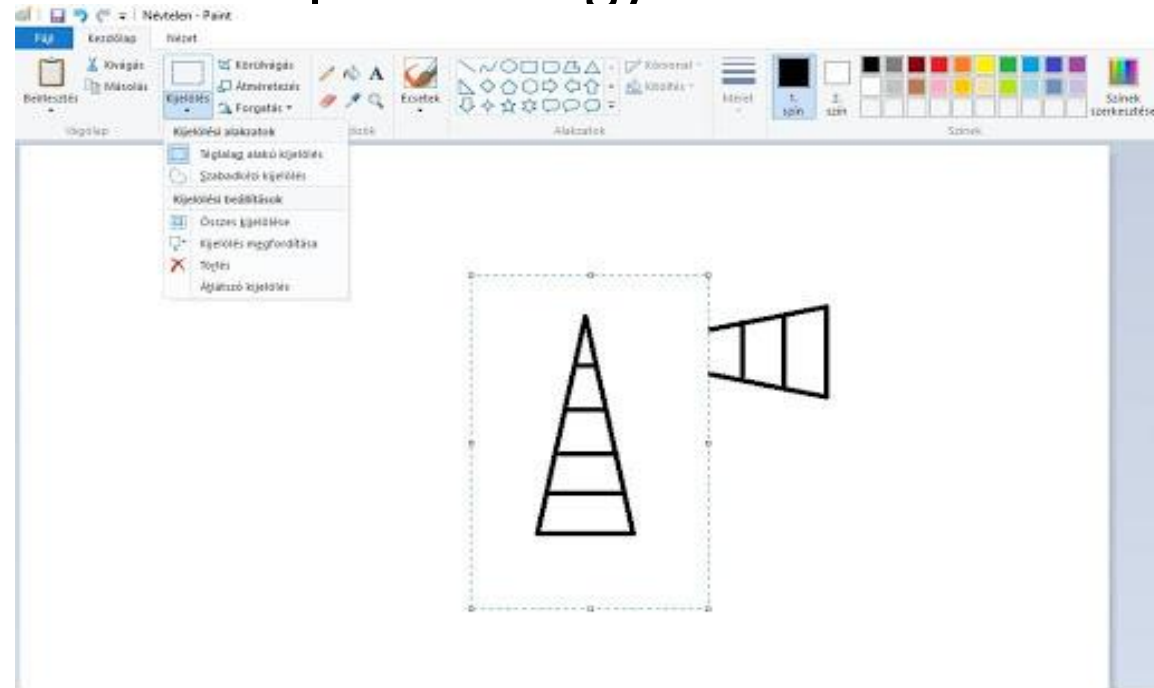 Névtelen - Paint
Fájl Kezdőlap Nézet
Kivágás
Másolás
Beillesztés
Vágólap
Kijelölés
Körülvágás
Átméretezés
Forgatás
A
Ecsetek
Alakzatok
Körvonal
Kitöltés
Méret
1. szín
2. szín
Színek
Színek szerkesztése
Kijelölési alakzatok
Téglalap alakú kijelölés
Szabadkézi kijelölés
Kijelölési beállítások
Összes kijelölése
Kijelölés megfordítása
Törlés
Átlátszó kijelölés